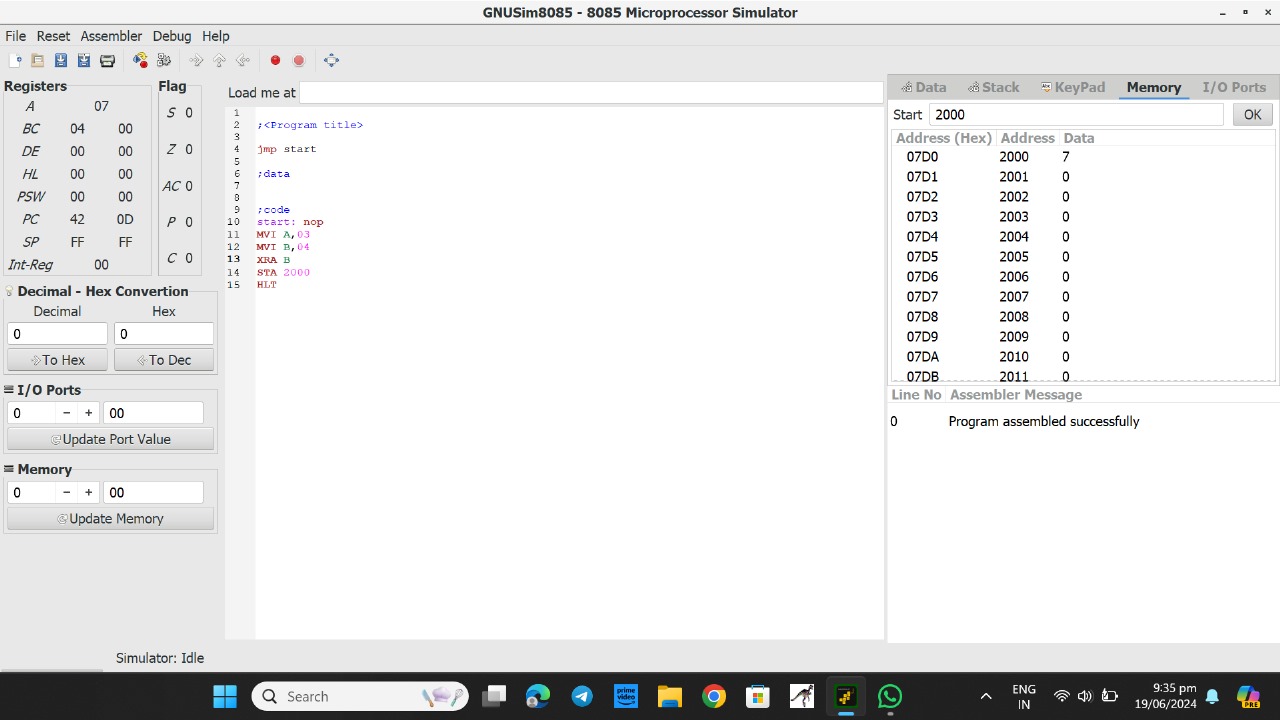 GNUSim8085 - 8085 Microprocessor Simulator
File Reset Assembler Debug Help
Registers
A 07
BC 04 00
DE 00 00
HL 00 00
PSW 00 00
PC 42 0D
SP FF FF
Int-Reg 00
Flag
S 0
Z 0
AC 0
P 0
C 0
Decimal - Hex Convertion
Decimal Hex
0 0
To Hex To Dec
I/O Ports
0 − + 00
Update Port Value
Memory
0 − + 00
Update Memory
Load me at
1
2 ;<Program title>
3
4 jmp start
5
6 ;data
7
8
9 ;code
10 start: nop
11 MVI A,03
12 MVI B,04
13 XRA B
14 STA 2000
15 HLT
Data Stack KeyPad Memory I/O Ports
Start 2000 OK
Address (Hex) Address Data
07D0 2000 7
07D1 2001 0
07D2 2002 0
07D3 2003 0
07D4 2004 0
07D5 2005 0
07D6 2006 0
07D7 2007 0
07D8 2008 0
07D9 2009 0
07DA 2010 0
07DB 2011 0
Line No Assembler Message
0 Program assembled successfully
Simulator: Idle
Search
prime video
ENG
IN
9:35 pm
19/06/2024
PRE